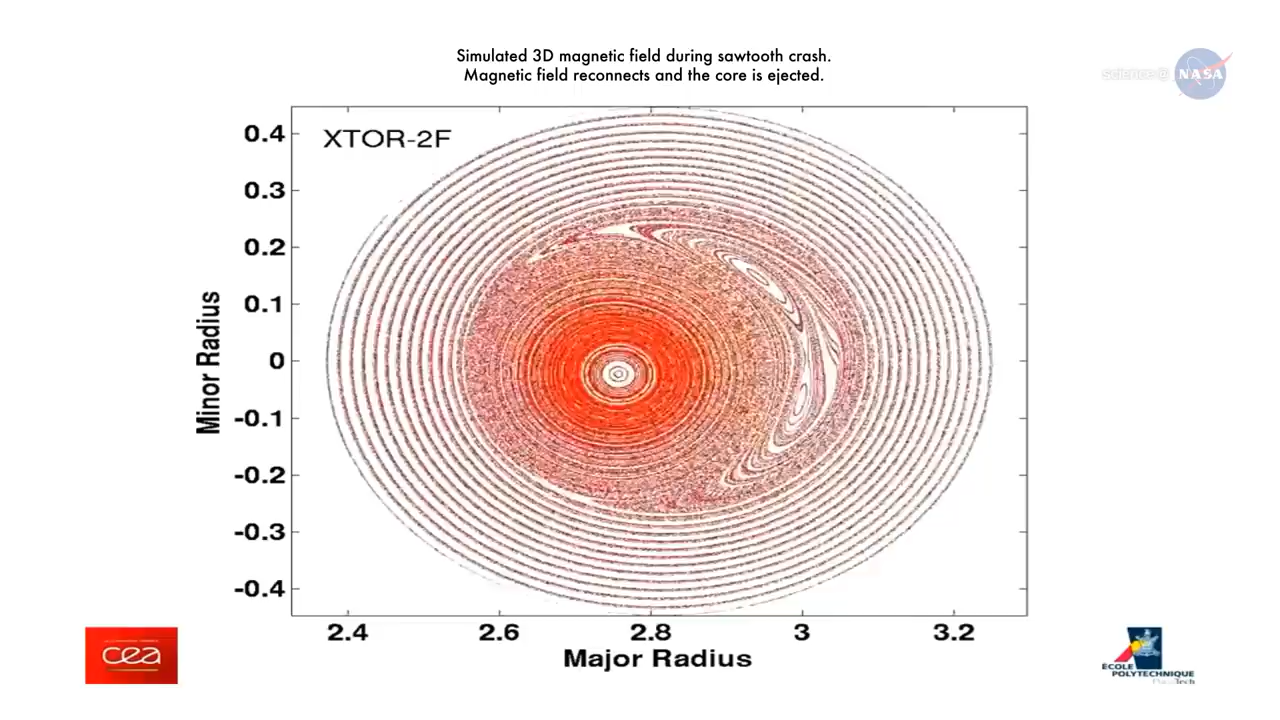 Simulated 3D magnetic field during sawtooth crash.
Magnetic field reconnects and the core is ejected.
science@
NASA
XTOR-2F
0.4
0.3
0.2
0.1
0
-0.1
-0.2
-0.3
-0.4
Minor Radius
2.4 2.6 2.8 3 3.2
Major Radius
cea
ÉCOLE
POLYTECHNIQUE
ParisTech